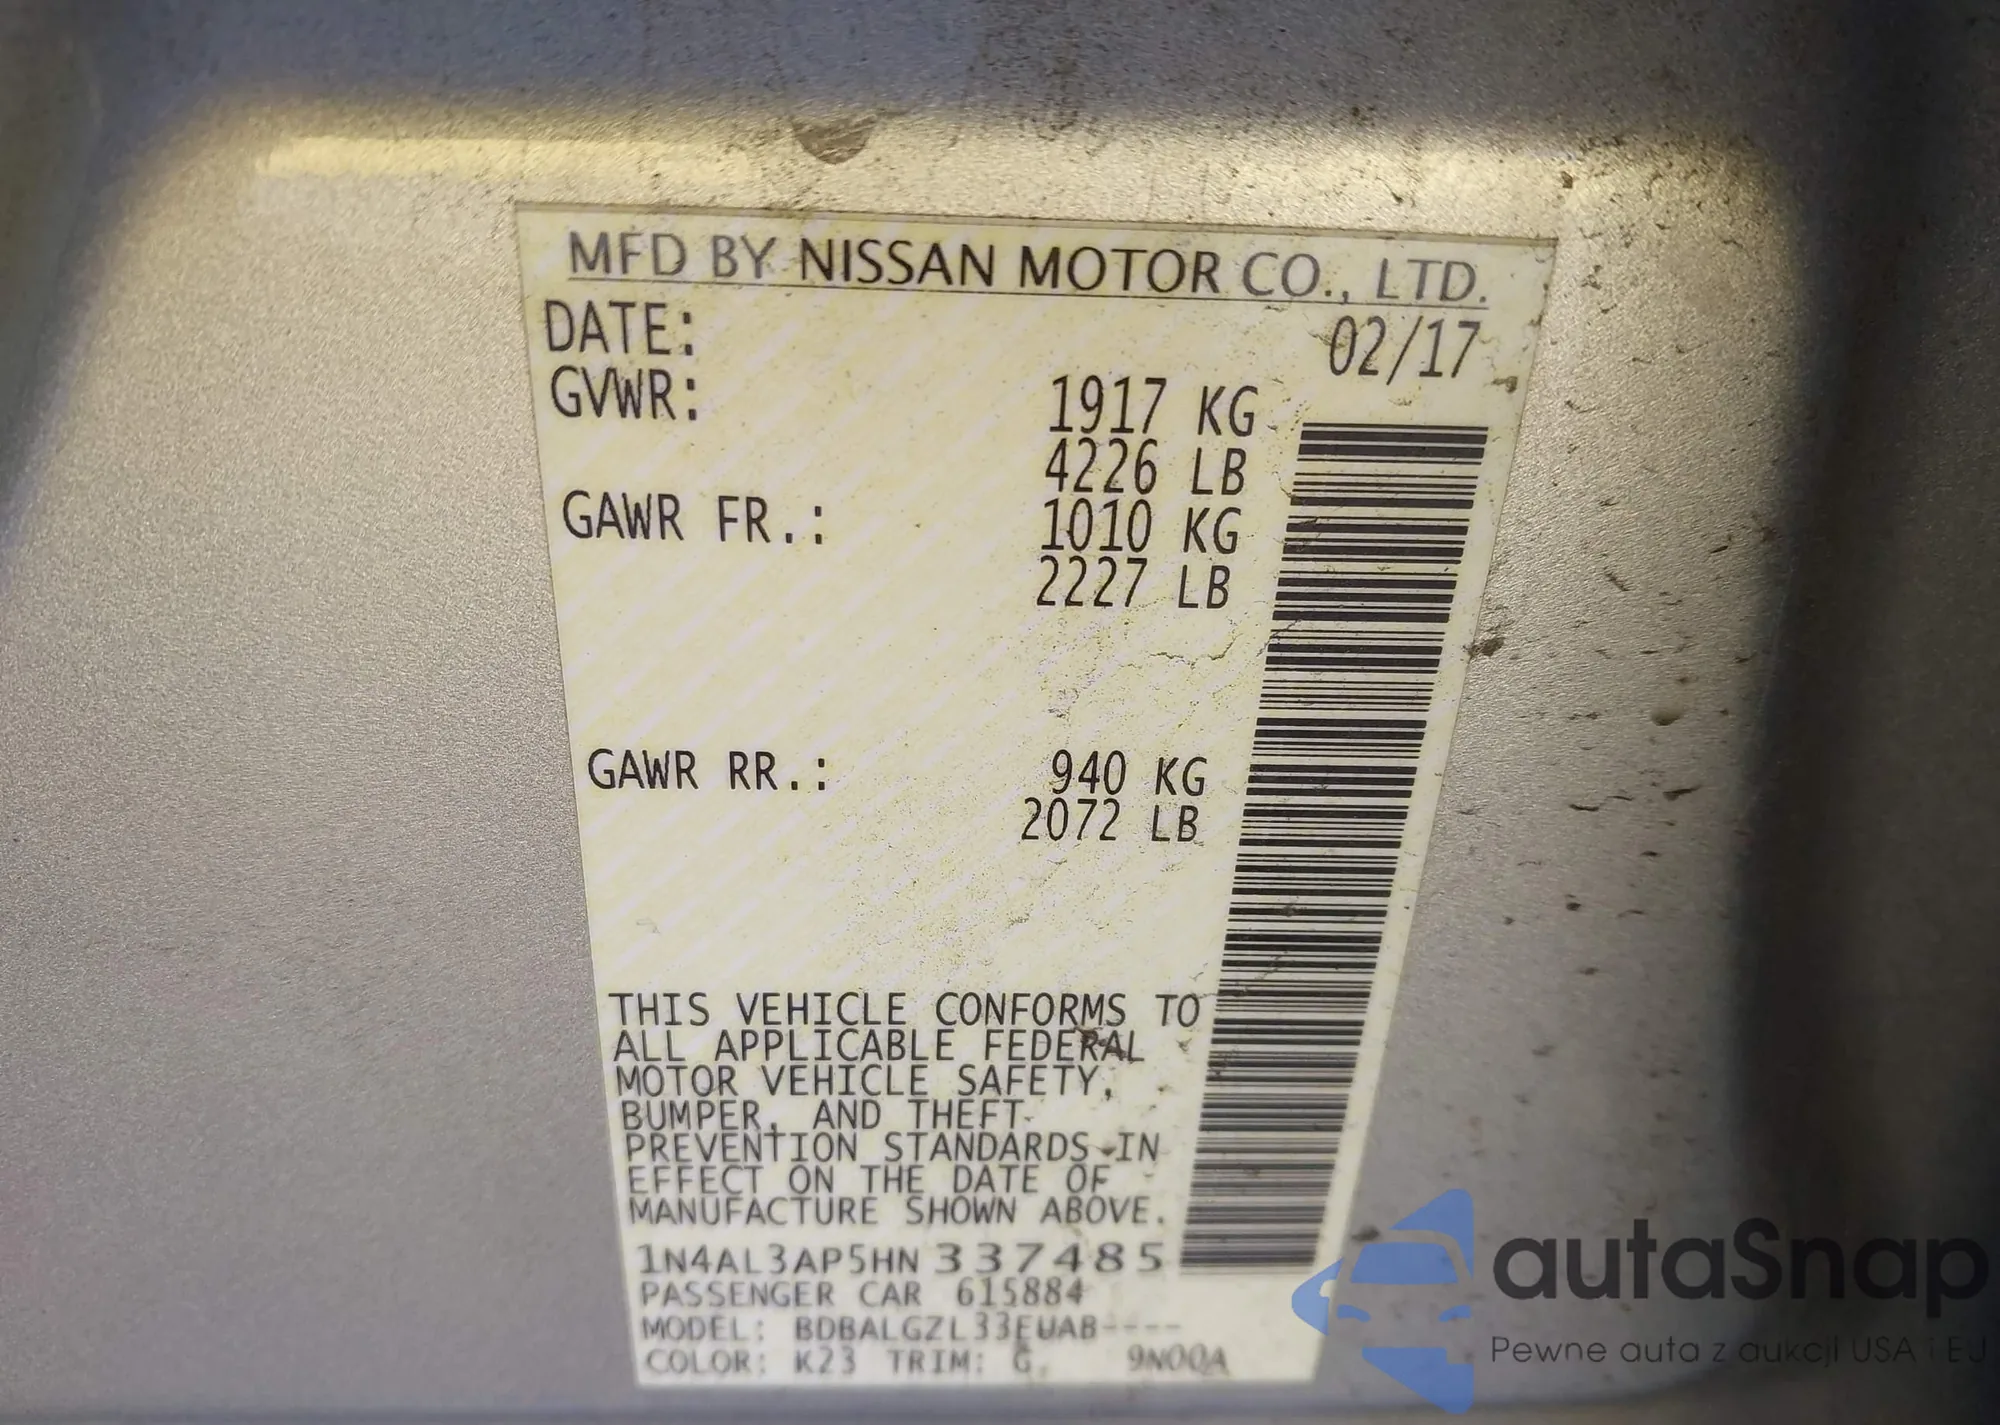 MFD BY NISSAN MOTOR CO., LTD.
DATE: 02/17
GVWR: 1917 KG
4226 LB
GAWR FR.: 1010 KG
2227 LB
GAWR RR.: 940 KG
2072 LB
THIS VEHICLE CONFORMS TO
ALL APPLICABLE FEDERAL
MOTOR VEHICLE SAFETY,
BUMPER, AND THEFT
PREVENTION STANDARDS IN
EFFECT ON THE DATE OF
MANUFACTURE SHOWN ABOVE.
1N4AL3AP5HN 337485
PASSENGER CAR 615884
MODEL: BDBALGZL33EUAB----
COLOR: K23 TRIM: G 9N00A
autaSnap
Pewne auta z aukcji USA i EU